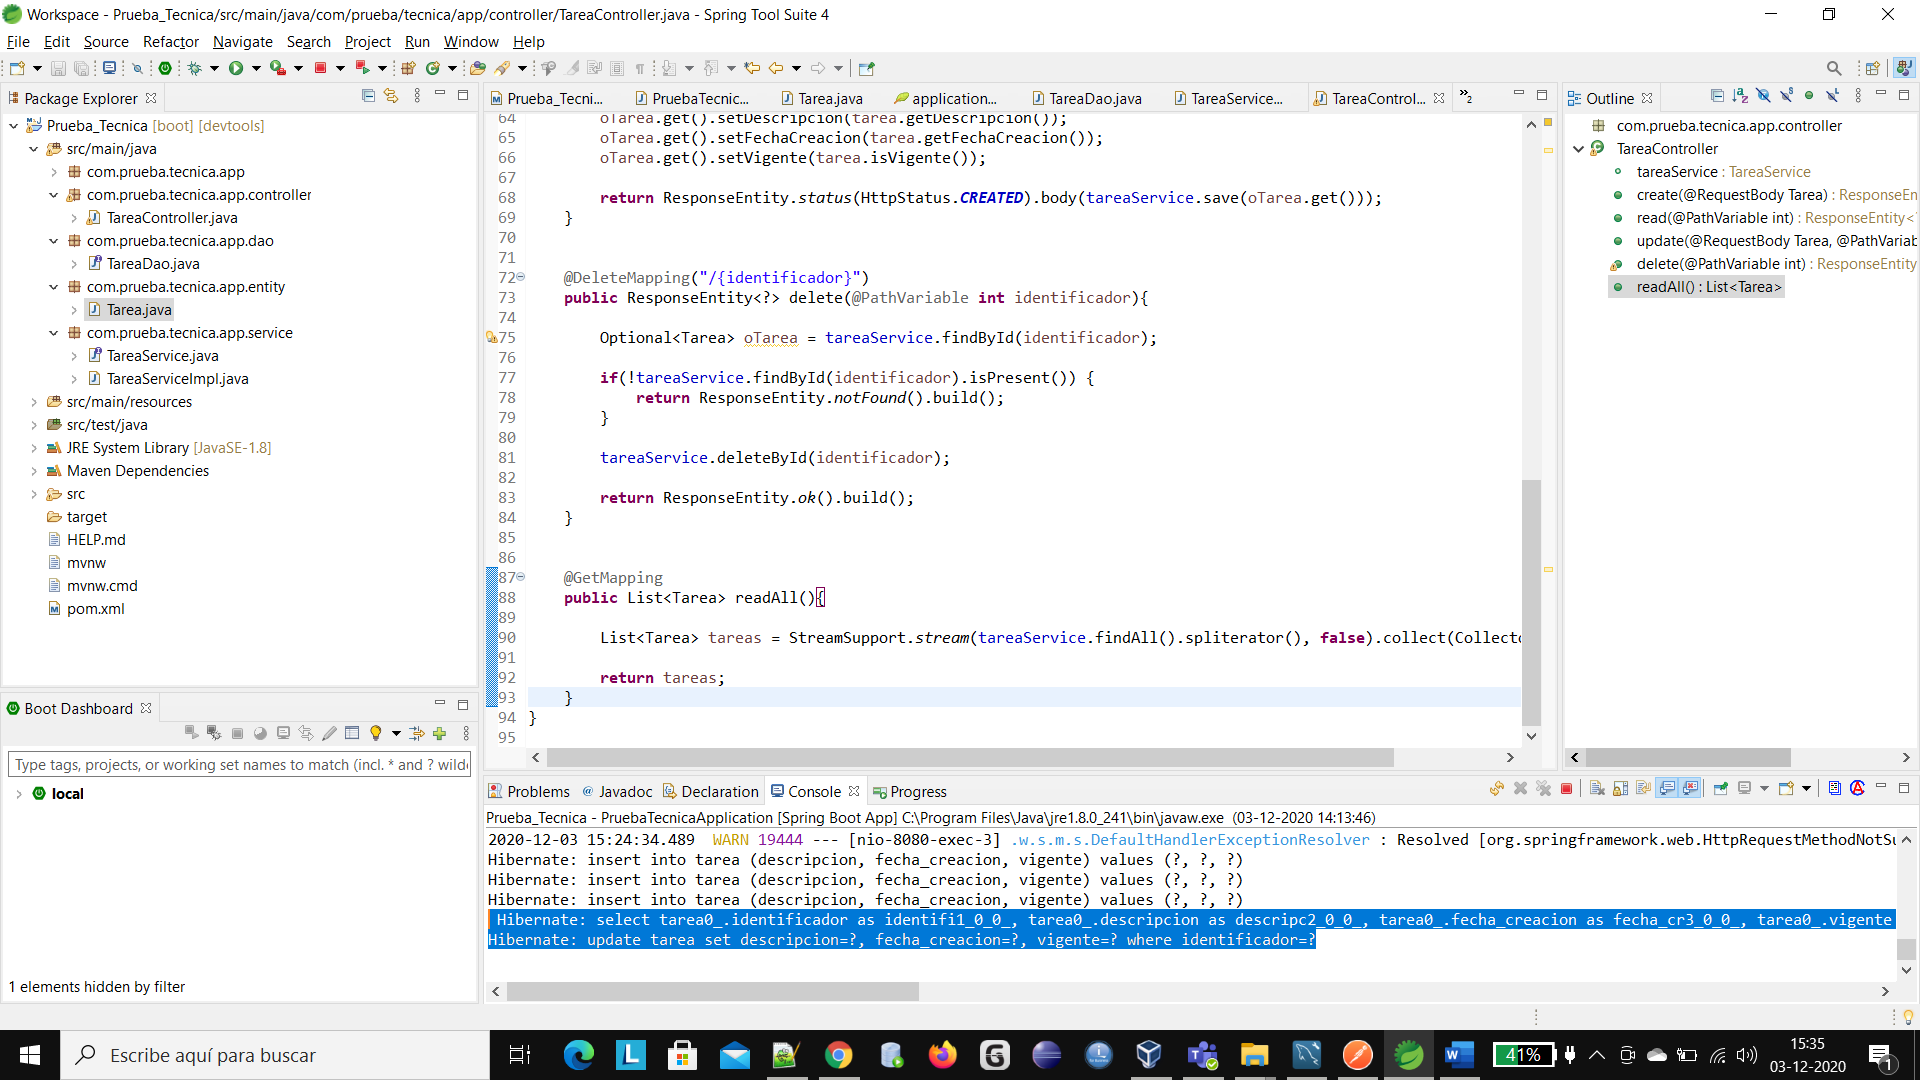 Workspace - Prueba_Tecnica/src/main/java/com/prueba/tecnica/app/controller/TareaController.java - Spring Tool Suite 4
File Edit Source Refactor Navigate Search Project Run Window Help
Package Explorer
Prueba_Tecnica [boot] [devtools]
src/main/java
com.prueba.tecnica.app
com.prueba.tecnica.app.controller
TareaController.java
com.prueba.tecnica.app.dao
TareaDao.java
com.prueba.tecnica.app.entity
Tarea.java
com.prueba.tecnica.app.service
TareaService.java
TareaServiceImpl.java
src/main/resources
src/test/java
JRE System Library [JavaSE-1.8]
Maven Dependencies
src
target
HELP.md
mvnw
mvnw.cmd
pom.xml
Boot Dashboard
Type tags, projects, or working set names to match (incl. * and ? wild
local
1 elements hidden by filter
Prueba_Tecni... PruebaTecnic... Tarea.java application... TareaDao.java TareaService... TareaControl... »2
64 oTarea.get().setDescripcion(tarea.getDescripcion());
65 oTarea.get().setFechaCreacion(tarea.getFechaCreacion());
66 oTarea.get().setVigente(tarea.isVigente());
67
68 return ResponseEntity.status(HttpStatus.CREATED).body(tareaService.save(oTarea.get()));
69 }
70
71
72 @DeleteMapping("/{identificador}")
73 public ResponseEntity<?> delete(@PathVariable int identificador){
74
75 Optional<Tarea> oTarea = tareaService.findById(identificador);
76
77 if(!tareaService.findById(identificador).isPresent()) {
78 return ResponseEntity.notFound().build();
79 }
80
81 tareaService.deleteById(identificador);
82
83 return ResponseEntity.ok().build();
84 }
85
86
87 @GetMapping
88 public List<Tarea> readAll(){
89
90 List<Tarea> tareas = StreamSupport.stream(tareaService.findAll().spliterator(), false).collect(Collecto
91
92 return tareas;
93 }
94 }
95
Outline
com.prueba.tecnica.app.controller
TareaController
tareaService : TareaService
create(@RequestBody Tarea) : ResponseEn
read(@PathVariable int) : ResponseEntity<
update(@RequestBody Tarea, @PathVariab
delete(@PathVariable int) : ResponseEntity
readAll() : List<Tarea>
Problems Javadoc Declaration Console Progress
Prueba_Tecnica - PruebaTecnicaApplication [Spring Boot App] C:\Program Files\Java\jre1.8.0_241\bin\javaw.exe (03-12-2020 14:13:46)
2020-12-03 15:24:34.489 WARN 19444 --- [nio-8080-exec-3] .w.s.m.s.DefaultHandlerExceptionResolver : Resolved [org.springframework.web.HttpRequestMethodNotSu
Hibernate: insert into tarea (descripcion, fecha_creacion, vigente) values (?, ?, ?)
Hibernate: insert into tarea (descripcion, fecha_creacion, vigente) values (?, ?, ?)
Hibernate: insert into tarea (descripcion, fecha_creacion, vigente) values (?, ?, ?)
Hibernate: select tarea0_.identificador as identifi1_0_0_, tarea0_.descripcion as descripc2_0_0_, tarea0_.fecha_creacion as fecha_cr3_0_0_, tarea0_.vigente
Hibernate: update tarea set descripcion=?, fecha_creacion=?, vigente=? where identificador=?
Escribe aquí para buscar
41%
15:35
03-12-2020
1